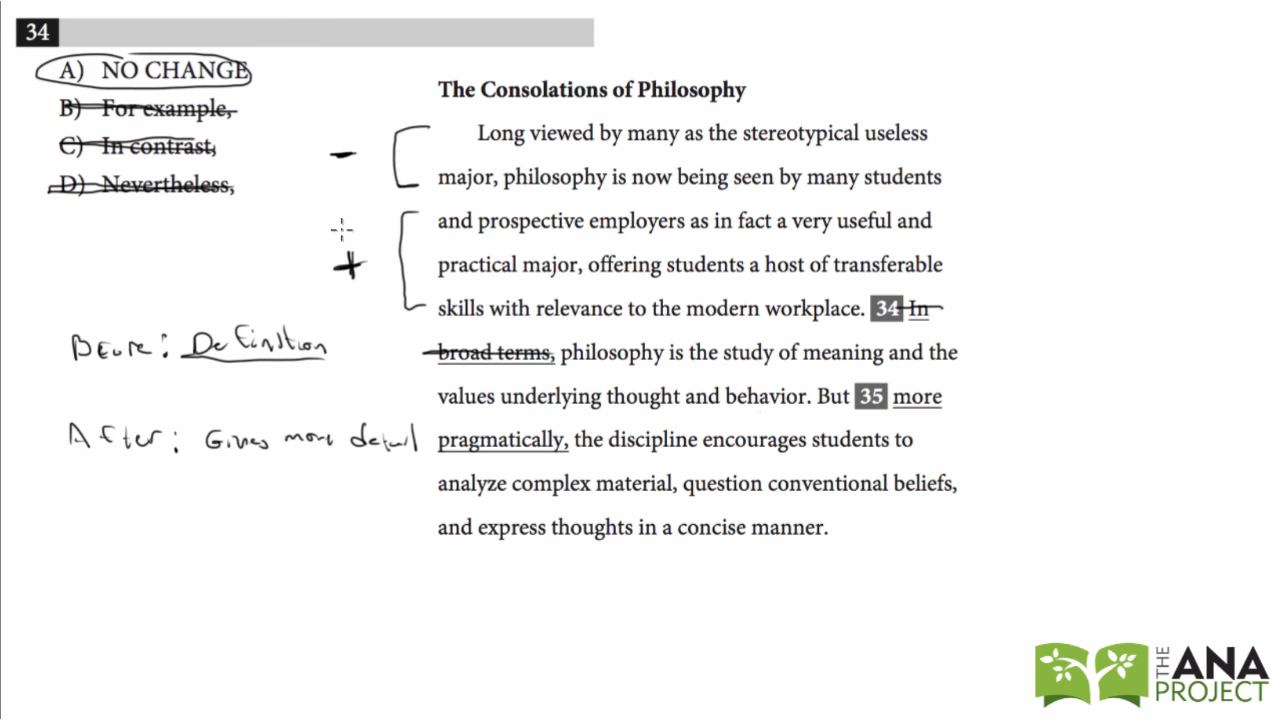 34
A) NO CHANGE
B) For example,
C) In contrast,
D) Nevertheless,
The Consolations of Philosophy
Long viewed by many as the stereotypical useless
major, philosophy is now being seen by many students
and prospective employers as in fact a very useful and
practical major, offering students a host of transferable
skills with relevance to the modern workplace. 34 In
broad terms, philosophy is the study of meaning and the
values underlying thought and behavior. But 35 more
pragmatically, the discipline encourages students to
analyze complex material, question conventional beliefs,
and express thoughts in a concise manner.
- 
+
: Definition
After: Gives more detail
THE ANA
PROJECT